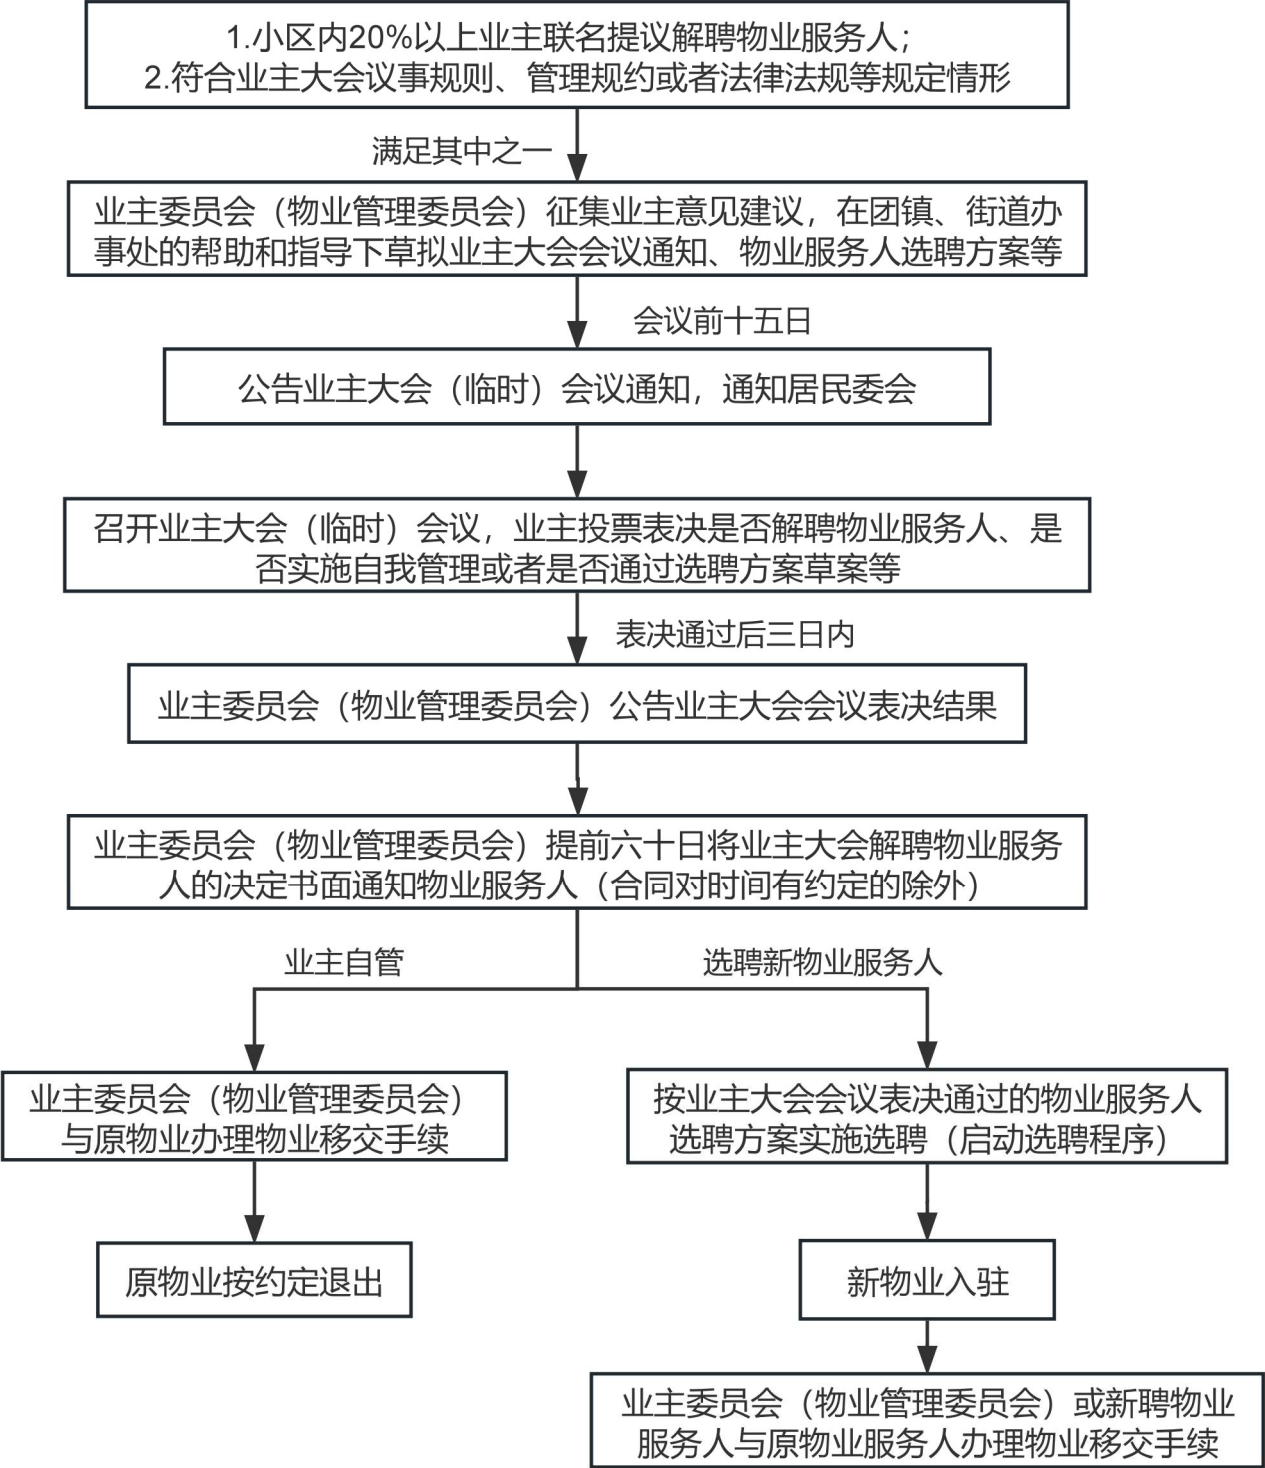 1.小区内20%以上业主联名提议解聘物业服务人；
2.符合业主大会议事规则、管理规约或者法律法规等规定情形
满足其中之一
业主委员会（物业管理委员会）征集业主意见建议，在团镇、街道办
事处的帮助和指导下草拟业主大会会议通知、物业服务人选聘方案等
会议前十五日
公告业主大会（临时）会议通知，通知居民委会
召开业主大会（临时）会议，业主投票表决是否解聘物业服务人、是
否实施自我管理或者是否通过选聘方案草案等
表决通过后三日内
业主委员会（物业管理委员会）公告业主大会会议表决结果
业主委员会（物业管理委员会）提前六十日将业主大会解聘物业服务
人的决定书面通知物业服务人（合同对时间有约定的除外）
业主自管
选聘新物业服务人
业主委员会（物业管理委员会）
与原物业办理物业移交手续
按业主大会会议表决通过的物业服务人
选聘方案实施选聘（启动选聘程序）
原物业按约定退出
新物业入驻
业主委员会（物业管理委员会）或新聘物业
服务人与原物业服务人办理物业移交手续